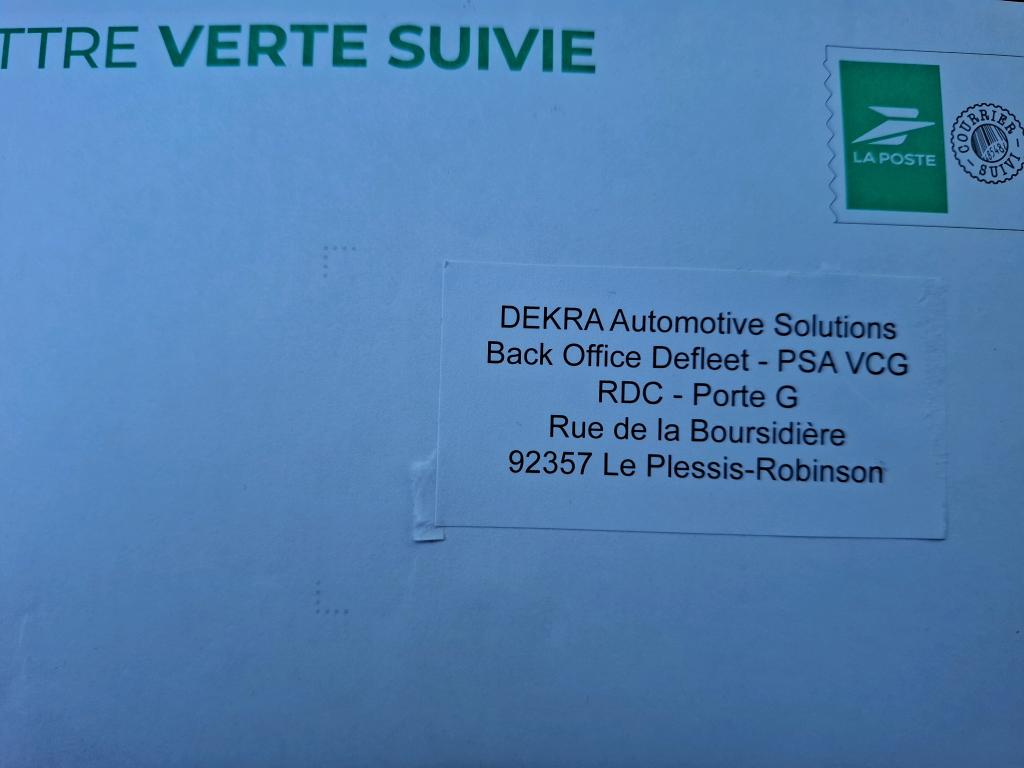 TTRE VERTE SUIVIE
LA POSTE
COURRIER
SUIVI
DEKRA Automotive Solutions
Back Office Defleet - PSA VCG
RDC - Porte G
Rue de la Boursidière
92357 Le Plessis-Robinson